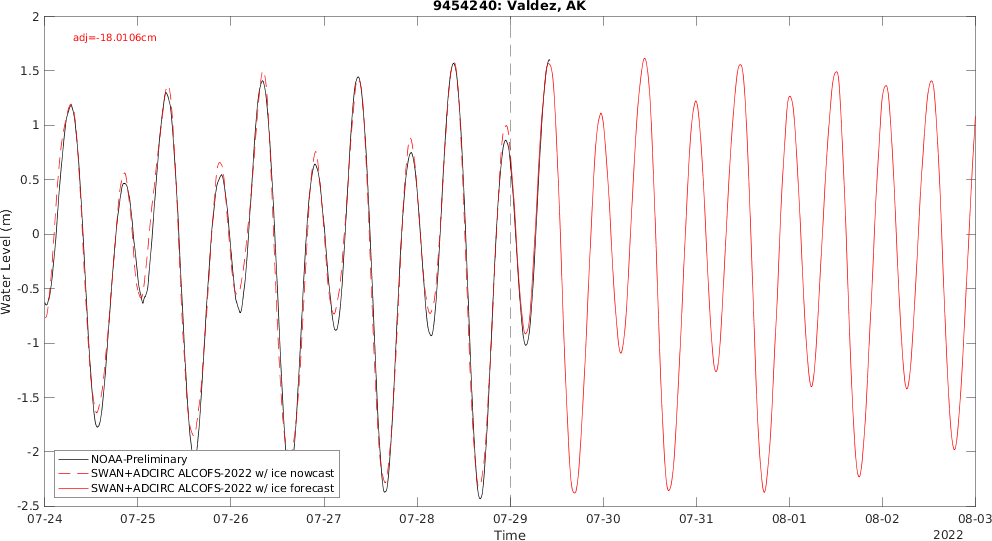 9454240: Valdez, AK
adj=-18.0106cm
2
1.5
1
0.5
0
-0.5
-1
-1.5
-2
-2.5
Water Level (m)
NOAA-Preliminary
SWAN+ADCIRC ALCOFS-2022 w/ ice nowcast
SWAN+ADCIRC ALCOFS-2022 w/ ice forecast
07-24 07-25 07-26 07-27 07-28 07-29 07-30 07-31 08-01 08-02 08-03
Time
2022